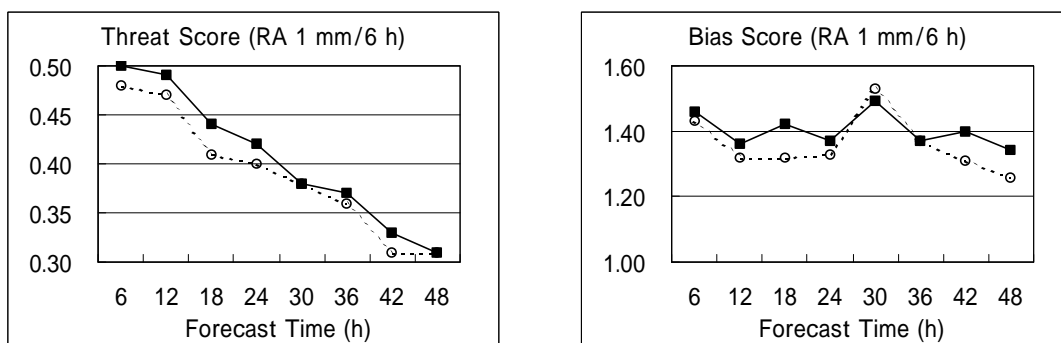 Threat Score (RA 1 mm/6 h)
0.50
0.45
0.40
0.35
0.30
6 12 18 24 30 36 42 48
Forecast Time (h)
Bias Score (RA 1 mm/6 h)
1.60
1.40
1.20
1.00
6 12 18 24 30 36 42 48
Forecast Time (h)